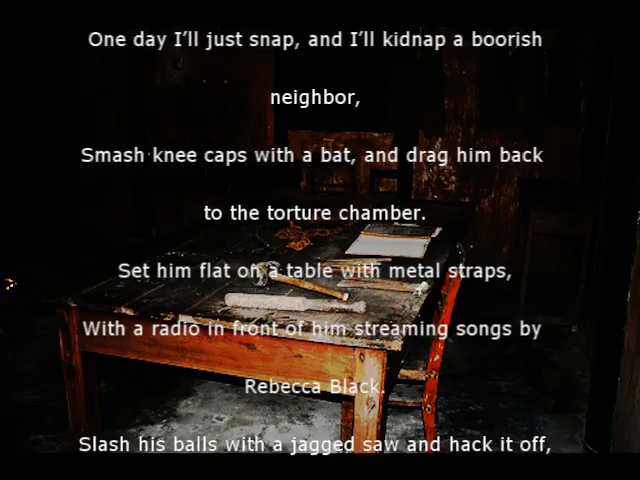 One day I'll just snap, and I'll kidnap a boorish
neighbor,
Smash knee caps with a bat, and drag him back
to the torture chamber.
Set him flat on a table with metal straps,
With a radio in front of him streaming songs by
Rebecca Black.
Slash his balls with a jagged saw and hack it off,